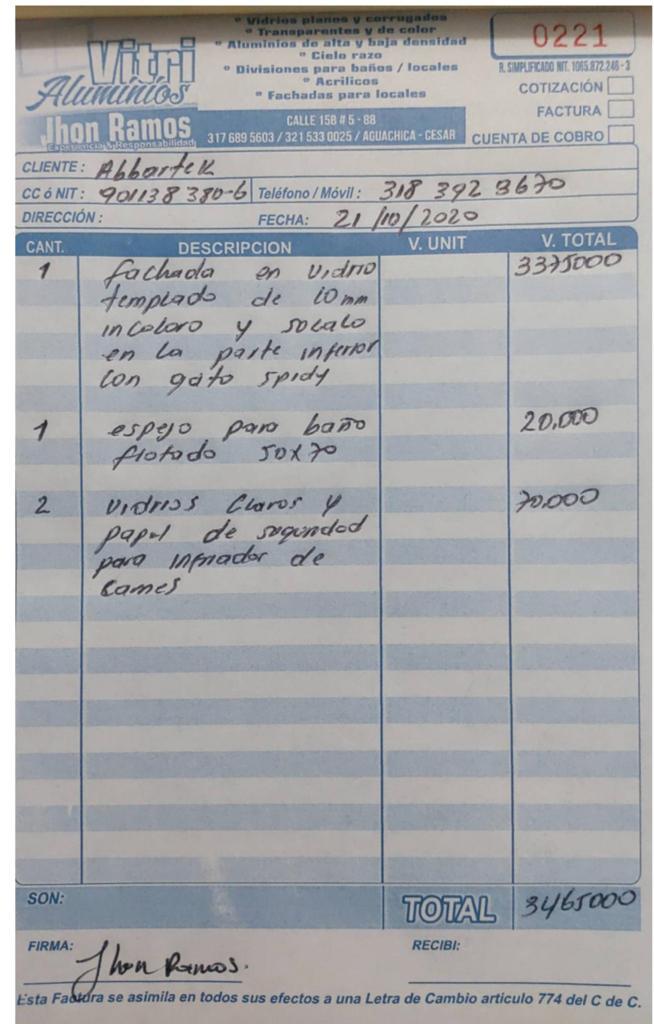 * Vidrios planos y corrugados
* Transparentes y de color
* Aluminios de alta y baja densidad
* Cielo razo
* Divisiones para baños / locales
* Acrilicos
* Fachadas para locales
Vitri
Aluminios
Jhon Ramos
Experiencia & Responsabilidad
CALLE 15B # 5 - 88
317 689 5603 / 321 533 0025 / AGUACHICA - CESAR
0221
R. SIMPLIFICADO NIT. 1065.872.246 - 3
COTIZACIÓN
FACTURA
CUENTA DE COBRO
CLIENTE: Abbartek
CC ó NIT: 901138380-6 Teléfono / Móvil: 318 392 3670
DIRECCIÓN: FECHA: 21/10/2020
CANT. DESCRIPCION V. UNIT V. TOTAL
1 fachada en vidrio 3375000
templado de 10mm
incoloro y socalo
en la parte inferior
con gato spidy
1 espejo para baño 20,000
flotado 50x70
2 vidrios claros y 70.000
papel de seguridad
para
de
carnes
SON: TOTAL 3465000
FIRMA: Jhon Ramos. RECIBI:
Esta Factura se asimila en todos sus efectos a una Letra de Cambio articulo 774 del C de C.